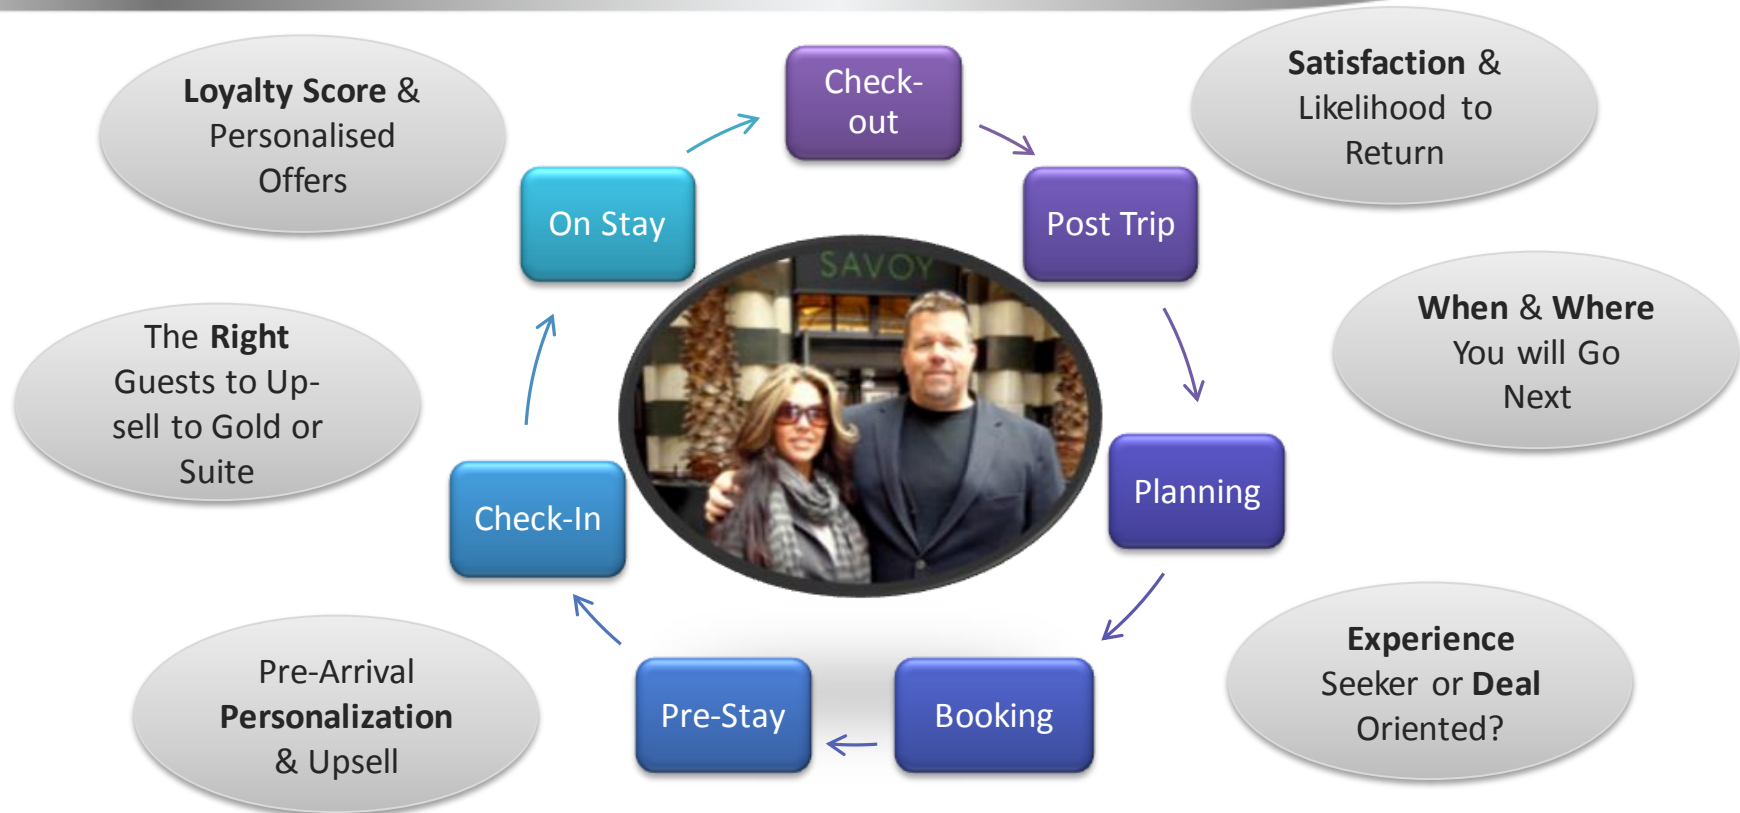 Loyalty Score &
Personalised
Offers
Check-
out
Satisfaction &
Likelihood to
Return
On Stay
Post Trip
SAVOY
The Right
Guests to Up-
sell to Gold or
Suite
When & Where
You will Go
Next
Check-In
Planning
Pre-Arrival
Personalization
& Upsell
Pre-Stay
Booking
Experience
Seeker or Deal
Oriented?